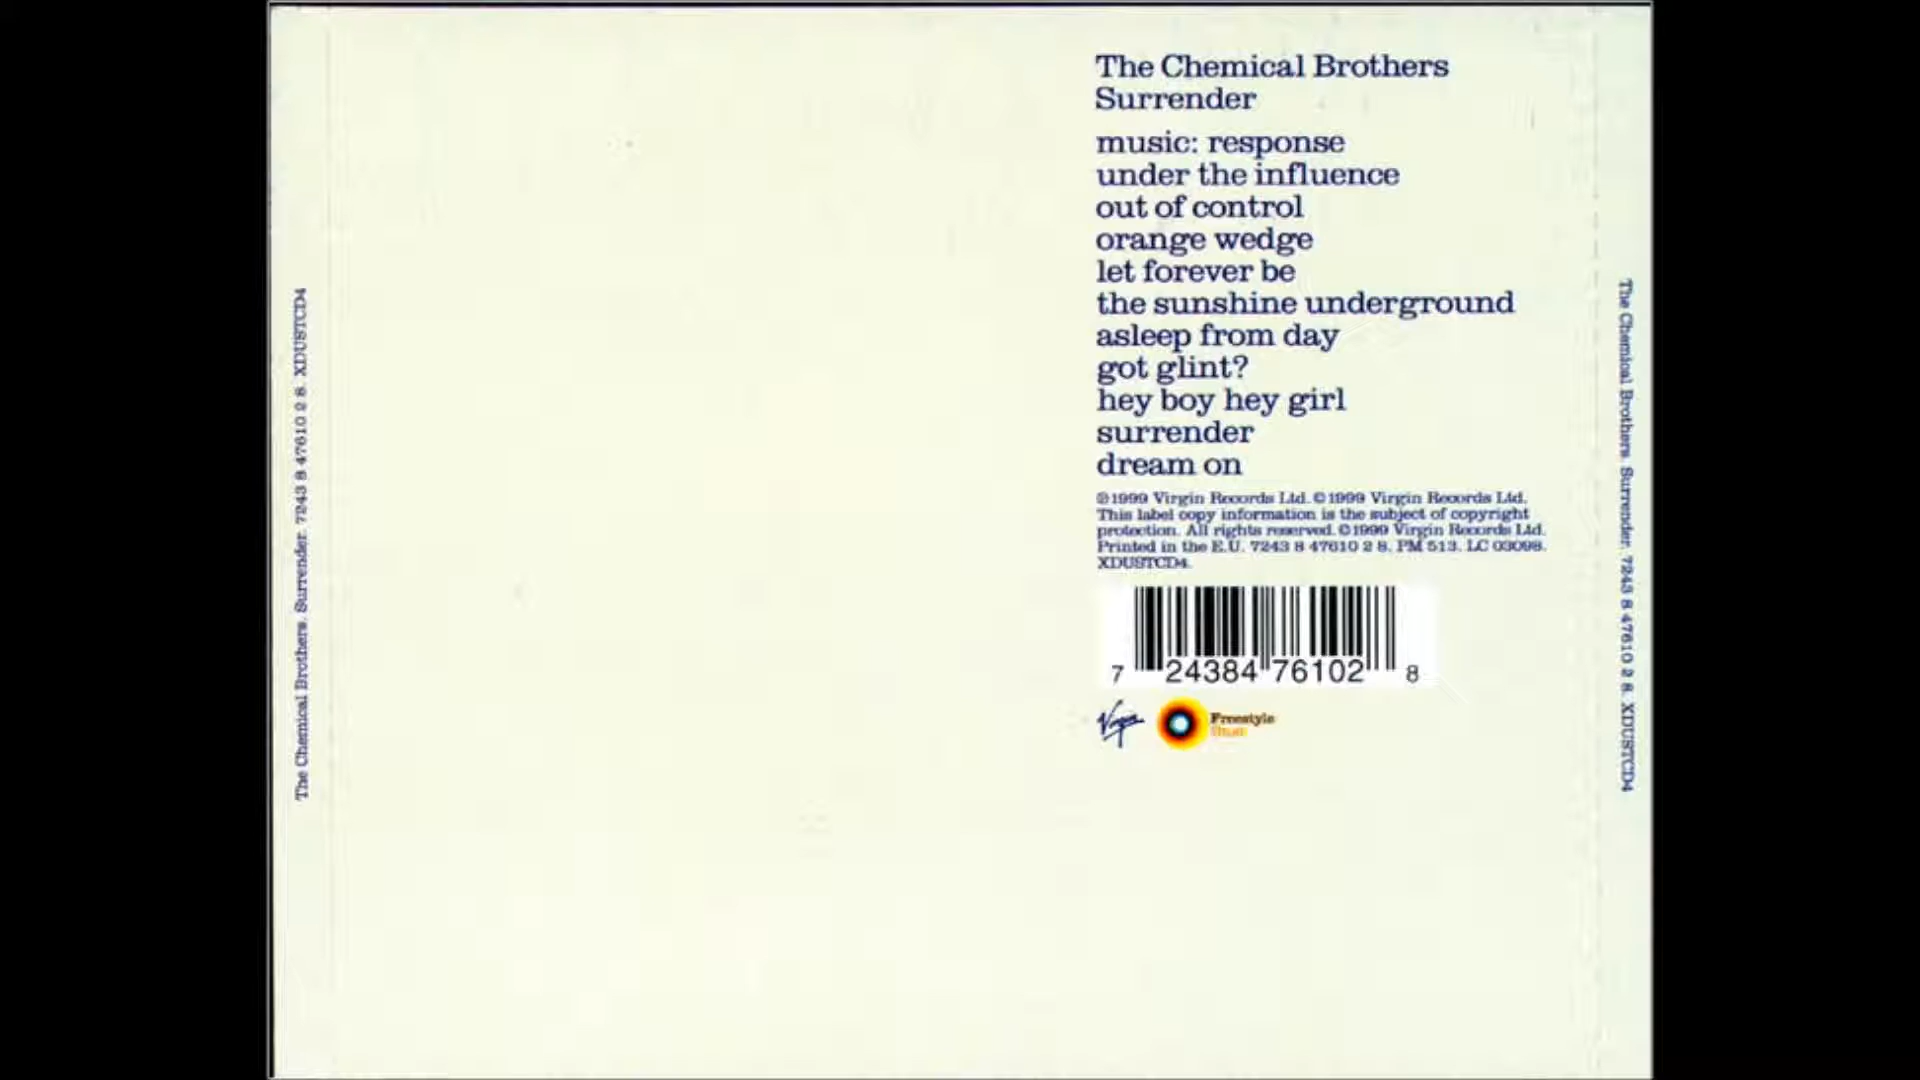 The Chemical Brothers
Surrender
music: response
under the influence
out of control
orange wedge
let forever be
the sunshine underground
asleep from day
got glint?
hey boy hey girl
surrender
dream on
℗1999 Virgin Records Ltd. ©1999 Virgin Records Ltd.
This label copy information is the subject of copyright
protection. All rights reserved. ©1999 Virgin Records Ltd.
Printed in the E.U. 7243 8 47610 2 8. PM 513. LC 03098.
XDUSTCD4.
7 24384 76102 8
Virgin
Freestyle
Dust
The Chemical Brothers. Surrender. 7243 8 47610 2 8. XDUSTCD4
The Chemical Brothers. Surrender. 7243 8 47610 2 8. XDUSTCD4